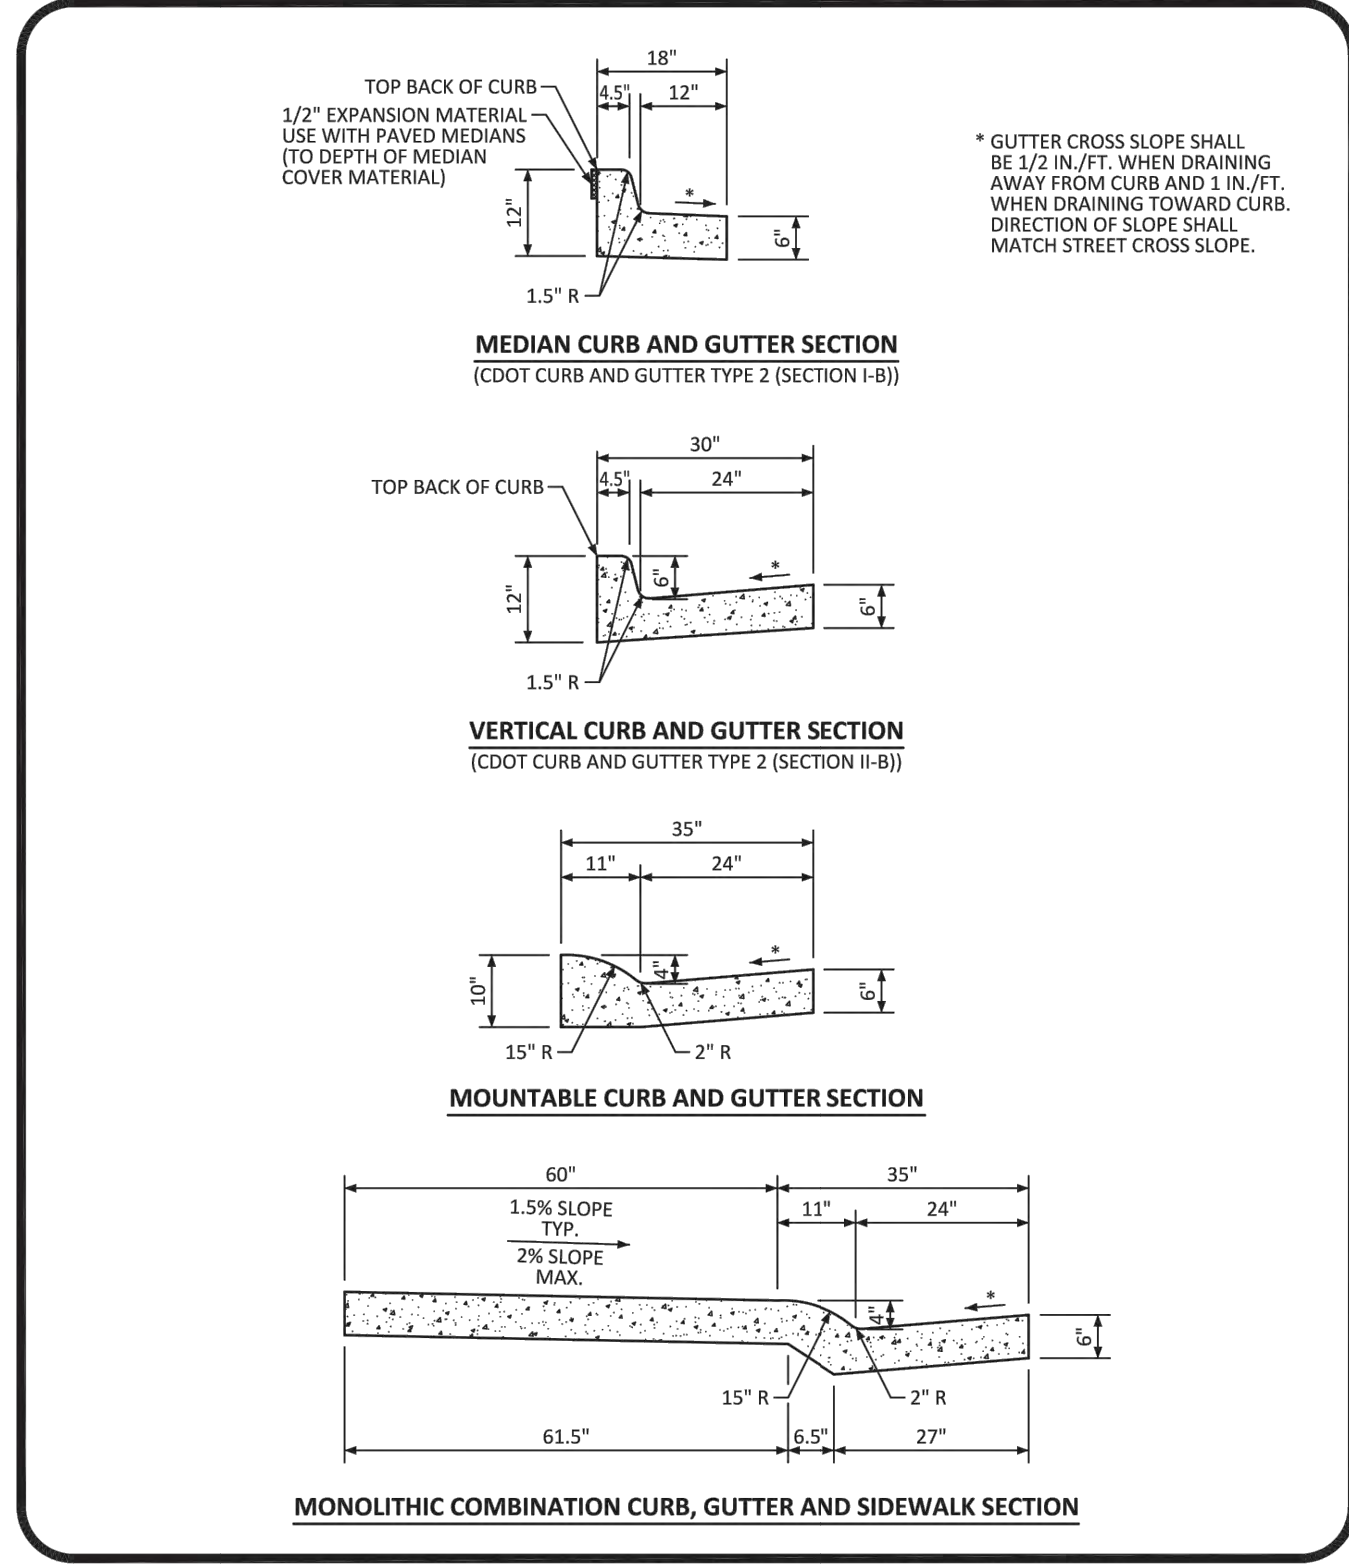 18"
TOP BACK OF CURB
4.5"
12"
1/2" EXPANSION MATERIAL
USE WITH PAVED MEDIANS
(TO DEPTH OF MEDIAN
COVER MATERIAL)
* GUTTER CROSS SLOPE SHALL
BE 1/2 IN./FT. WHEN DRAINING
AWAY FROM CURB AND 1 IN./FT.
WHEN DRAINING TOWARD CURB.
DIRECTION OF SLOPE SHALL
MATCH STREET CROSS SLOPE.
*
12"
6"
1.5" R
MEDIAN CURB AND GUTTER SECTION
(CDOT CURB AND GUTTER TYPE 2 (SECTION I-B))
30"
4.5"
24"
TOP BACK OF CURB
*
6"
12"
6"
1.5" R
VERTICAL CURB AND GUTTER SECTION
(CDOT CURB AND GUTTER TYPE 2 (SECTION II-B))
35"
11"
24"
*
4"
10"
6"
15" R
2" R
MOUNTABLE CURB AND GUTTER SECTION
60"
35"
1.5% SLOPE
TYP.
11"
24"
2% SLOPE
MAX.
*
4"
6"
15" R
2" R
61.5"
6.5"
27"
MONOLITHIC COMBINATION CURB, GUTTER AND SIDEWALK SECTION